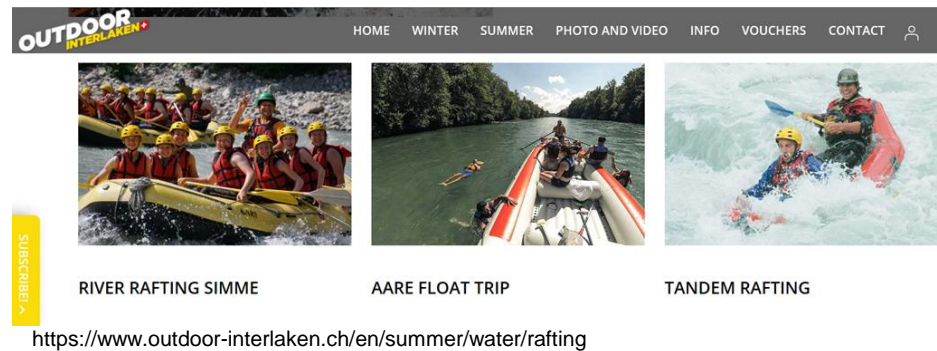 OUTDOOR
INTERLAKEN
HOME WINTER SUMMER PHOTO AND VIDEO INFO VOUCHERS CONTACT
SUBSCRIBE! >
RIVER RAFTING SIMME AARE FLOAT TRIP TANDEM RAFTING
https://www.outdoor-interlaken.ch/en/summer/water/rafting